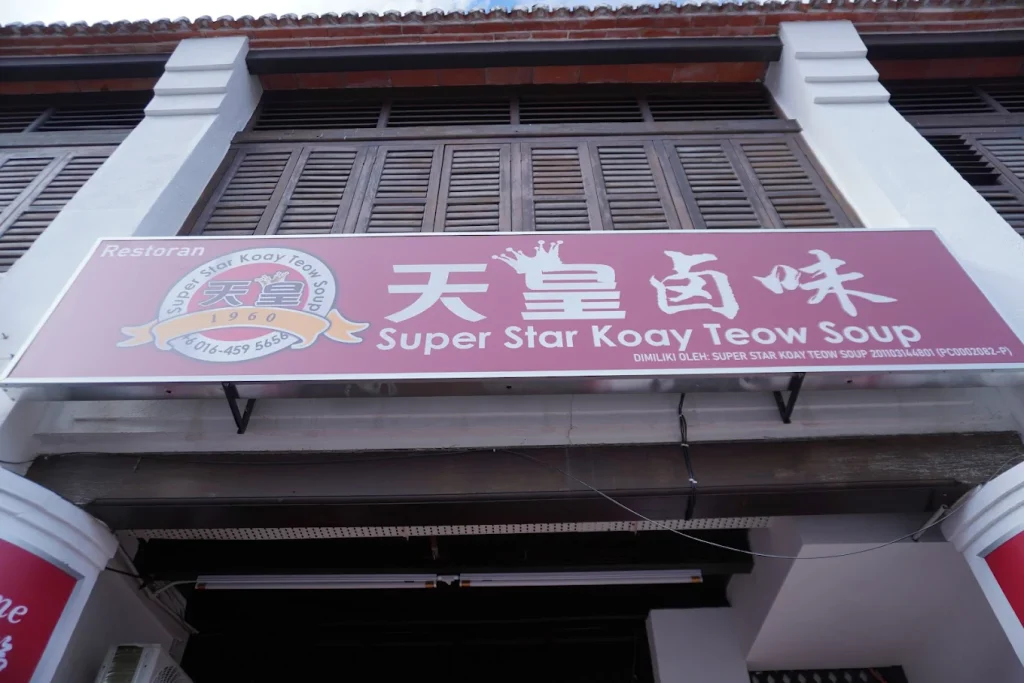 Restoran
Super Star Koay Teow Soup
天皇
1960
016-459 5656
天皇卤味
Super Star Koay Teow Soup
DIMILIKI OLEH: SUPER STAR KOAY TEOW SOUP 201103144801 (PC0002082-P)